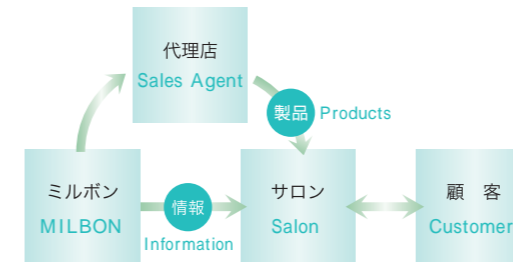 代理店
Sales Agent
製品 Products
ミルボン
MILBON
情報
Information
サロン
Salon
顧　客
Customer